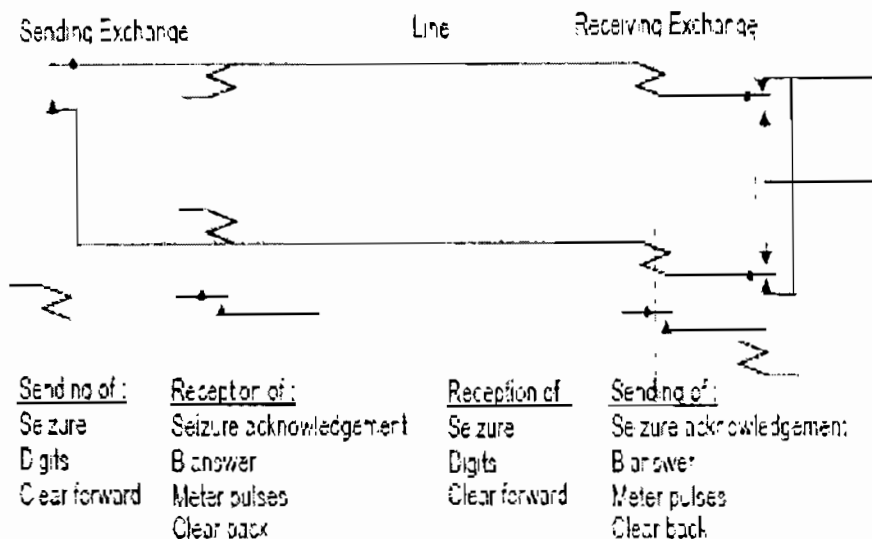 Sending Exchange
Line
Receiving Exchange
Sending of :
Seizure
Digits
Clear forward
Reception of :
Seizure acknowledgement
B answer
Meter pulses
Clear back
Reception of
Seizure
Digits
Clear forward
Sending of :
Seizure acknowledgement
B answer
Meter pulses
Clear back